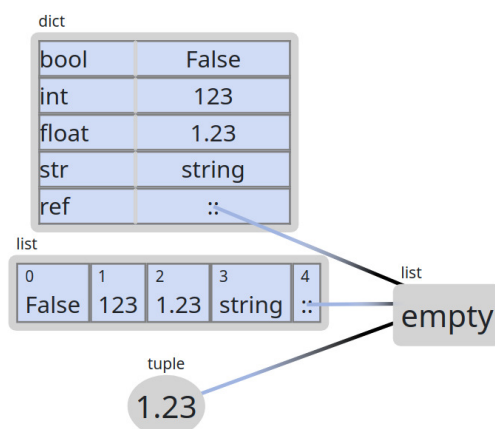 dict
bool False
int 123
float 1.23
str string
ref ::
list
0 1 2 3 4
False 123 1.23 string ::
list
empty
tuple
1.23